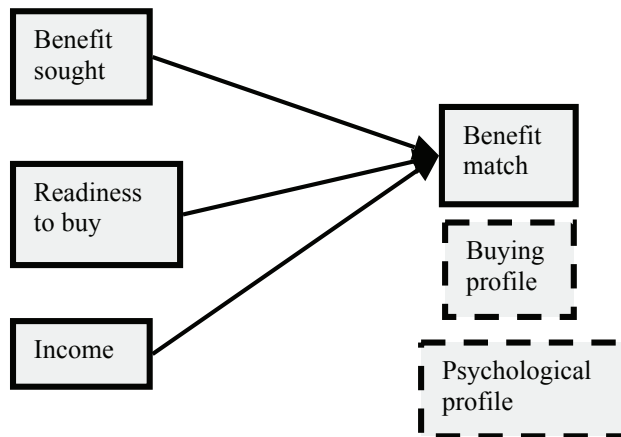 Benefit
sought
Readiness
to buy
Income
Benefit
match
Buying
profile
Psychological
profile